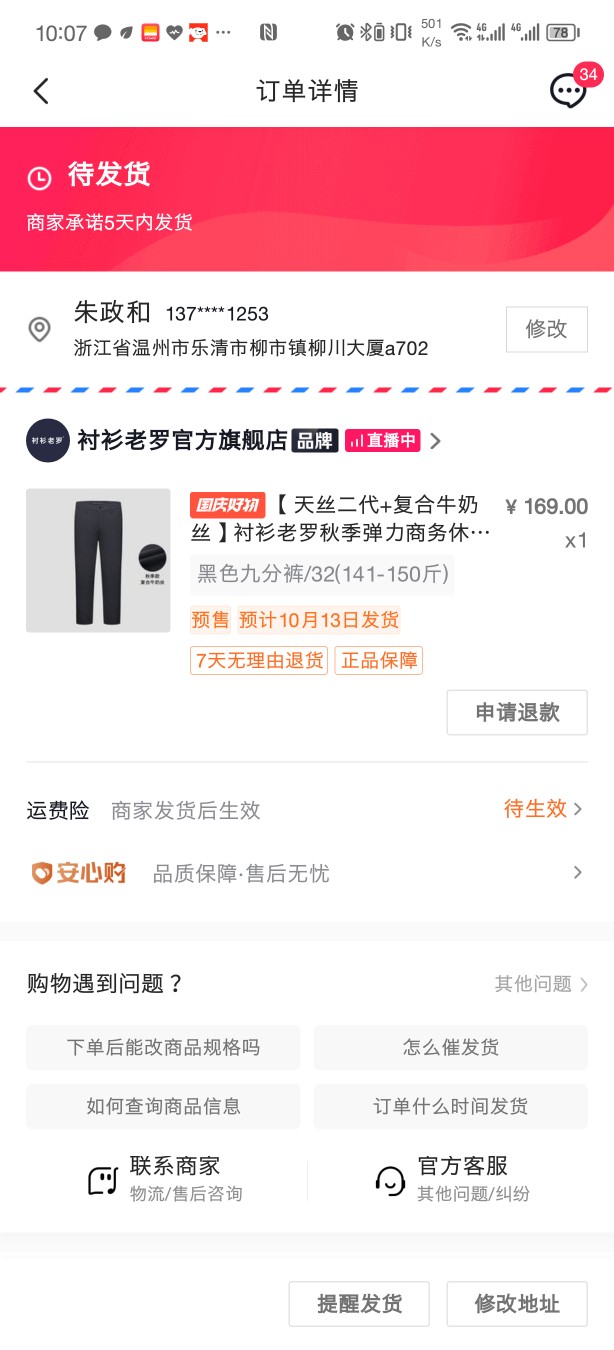 10:07
501
K/s
4G
4G
78
订单详情
34
待发货
商家承诺5天内发货
朱政和 137****1253
浙江省温州市乐清市柳市镇柳川大厦a702
修改
衬衫老罗
衬衫老罗官方旗舰店 品牌 直播中
国庆好物 【 天丝二代+复合牛奶
丝 】衬衫老罗秋季弹力商务休…
¥ 169.00
x1
秋季款
复合牛奶丝
黑色九分裤/32(141-150斤)
预售 预计10月13日发货
7天无理由退货 正品保障
申请退款
运费险 商家发货后生效 待生效
安心购 品质保障·售后无忧
购物遇到问题？ 其他问题
下单后能改商品规格吗 怎么催发货
如何查询商品信息 订单什么时间发货
联系商家
物流/售后咨询
官方客服
其他问题/纠纷
提醒发货 修改地址